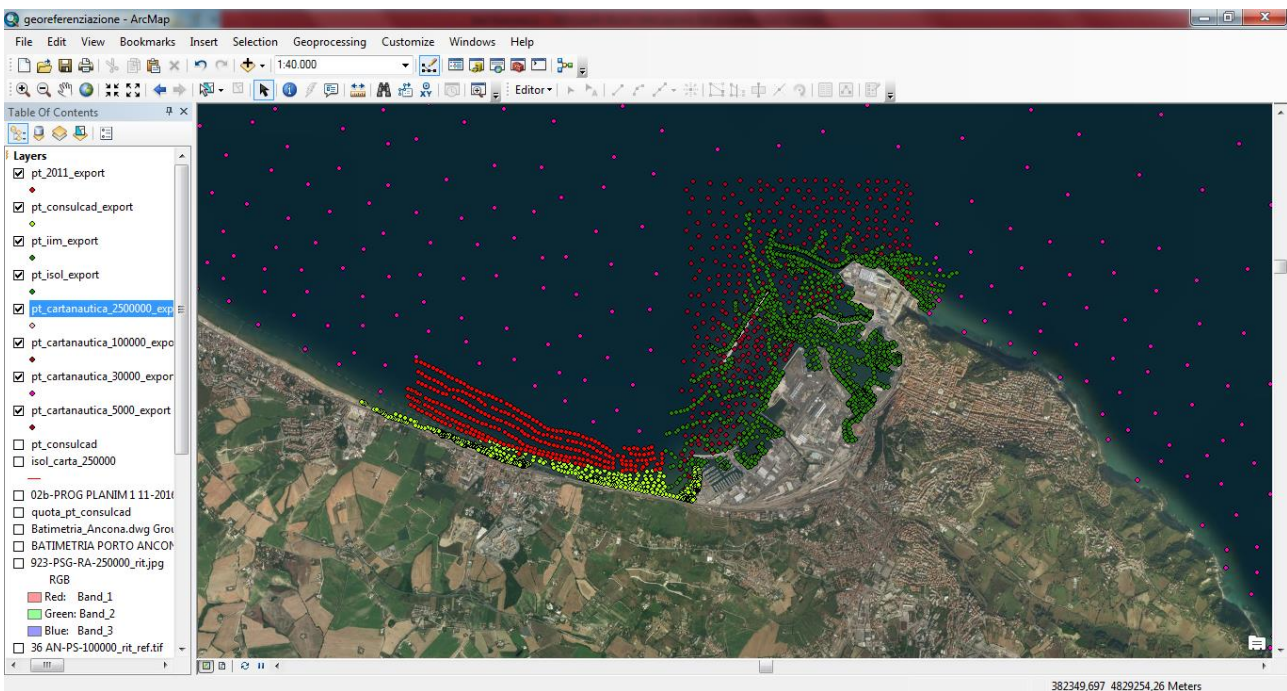 georeferenziazione - ArcMap
File Edit View Bookmarks Insert Selection Geoprocessing Customize Windows Help
1:40.000
Editor
Table Of Contents
Layers
pt_2011_export
pt_consulcad_export
pt_iim_export
pt_isol_export
pt_cartanautica_2500000_exp
pt_cartanautica_100000_expo
pt_cartanautica_30000_expor
pt_cartanautica_5000_export
pt_consulcad
isol_carta_250000
02b-PROG PLANIM 1 11-2016
quota_pt_consulcad
Batimetria_Ancona.dwg Grou
BATIMETRIA PORTO ANCON
923-PSG-RA-250000_rit.jpg
RGB
Red: Band_1
Green: Band_2
Blue: Band_3
36 AN-PS-100000_rit_ref.tif
382349,697 4829254,26 Meters